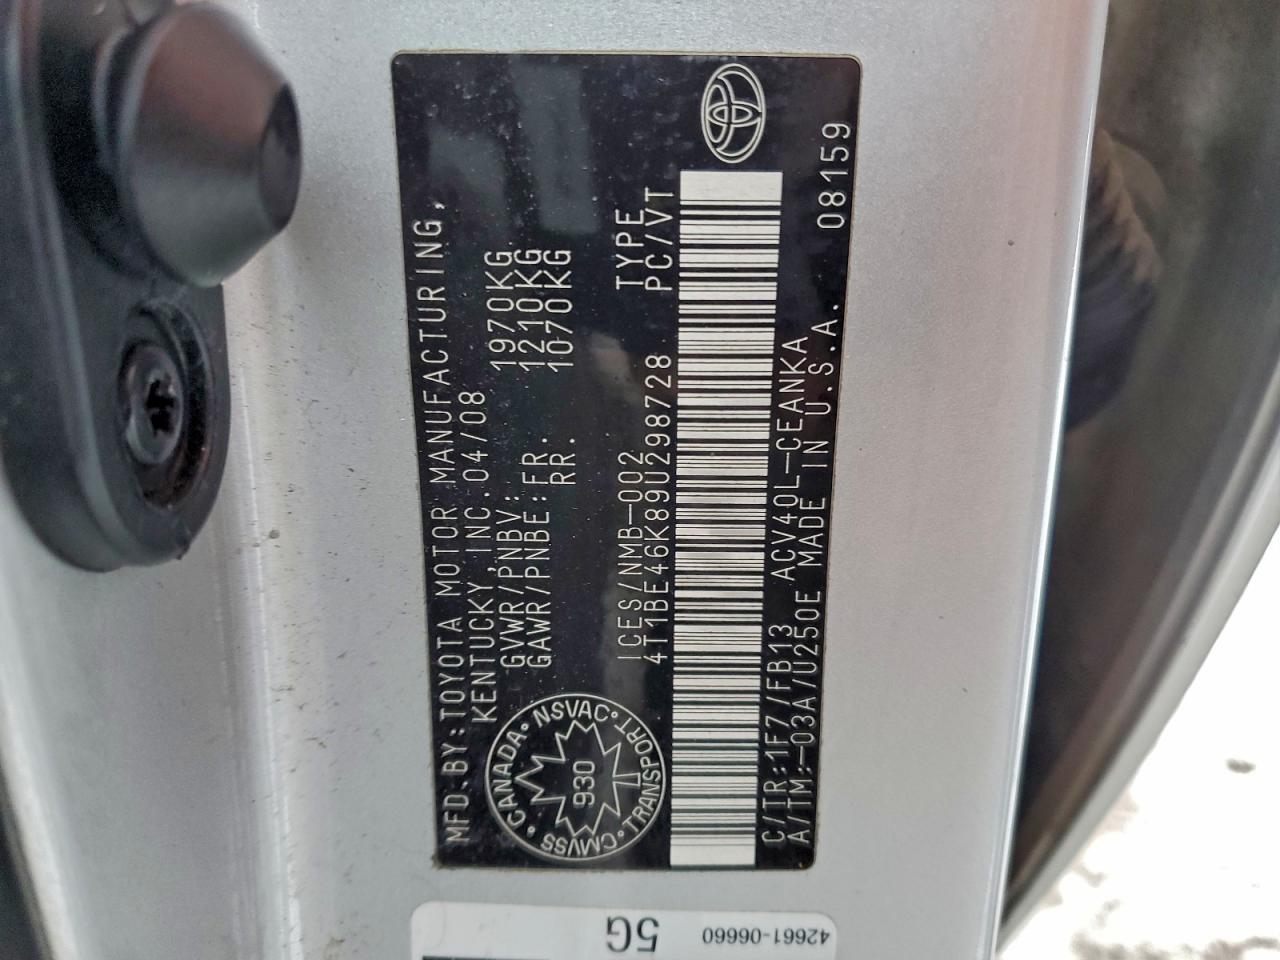 MFD.BY:TOYOTA MOTOR MANUFACTURING,
KENTUCKY,INC.04/08
GVWR/PNBV: 1970KG
GAWR/PNBE:FR. 1210KG
RR. 1070KG
CANADA
NSVAC
TRANSPORT
CMVSS
930
ICES/NMB-002 TYPE
4T1BE46K89U298728 PC/VT
C/TR:1F7/FB13 ACV40L-CEANKA
A/TM:-03A/U250E MADE IN U.S.A. 08159
5G
42661-06660